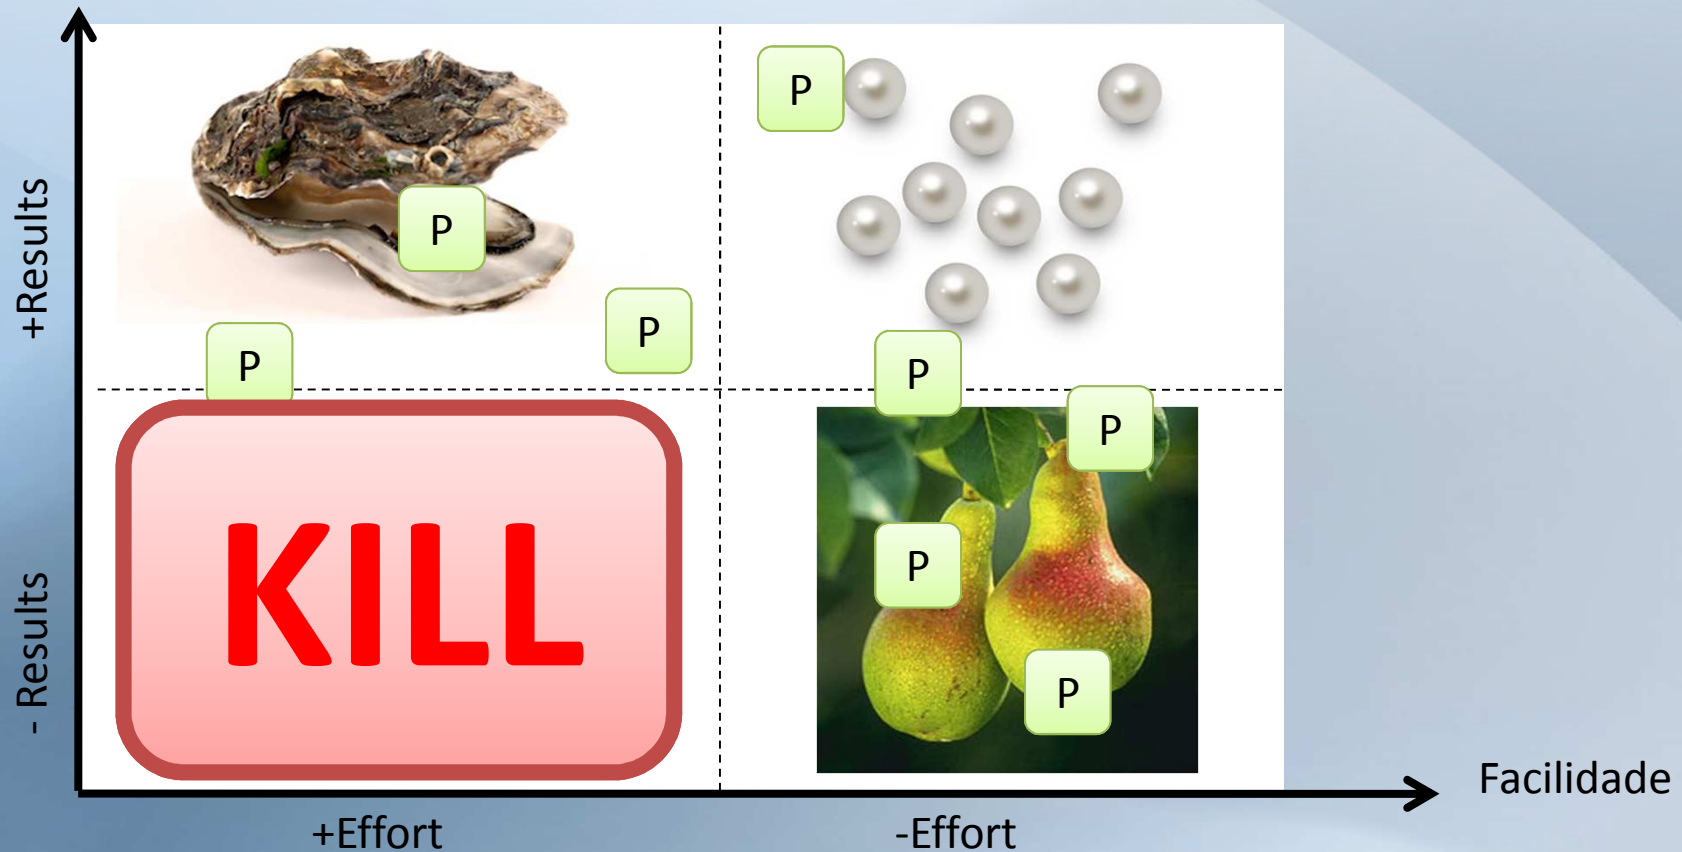 +Results
- Results
P
P
P
P
P
P
P
P
KILL
+Effort
-Effort
Facilidade